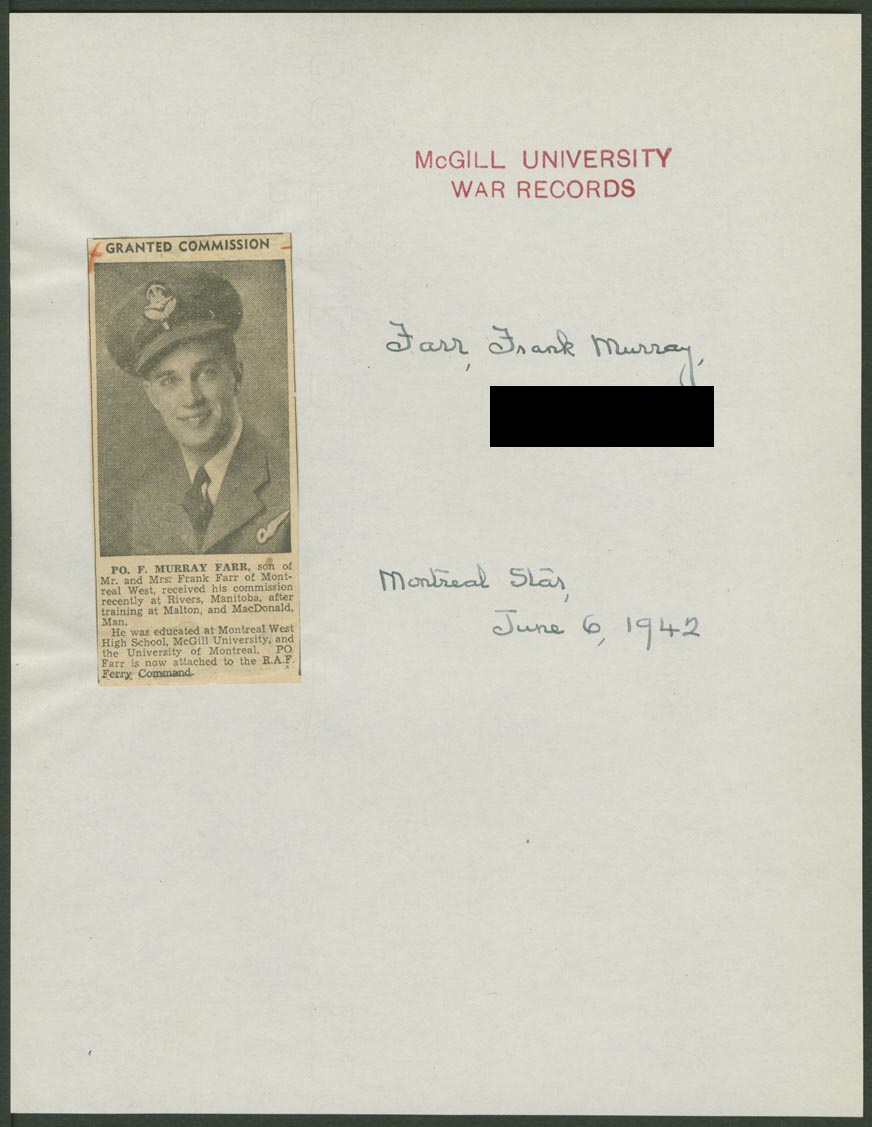 McGILL UNIVERSITY
WAR RECORDS
GRANTED COMMISSION
Farr, Frank Murray,
PO. F. MURRAY FARR, son of
Mr. and Mrs. Frank Farr of Mont-
real West, received his commission
recently at Rivers, Manitoba, after
training at Malton, and MacDonald,
Man.
He was educated at Montreal West
High School, McGill University, and
the University of Montreal. PO
Farr is now attached to the R.A.F.
Ferry Command.
Montreal Star,
June 6, 1942